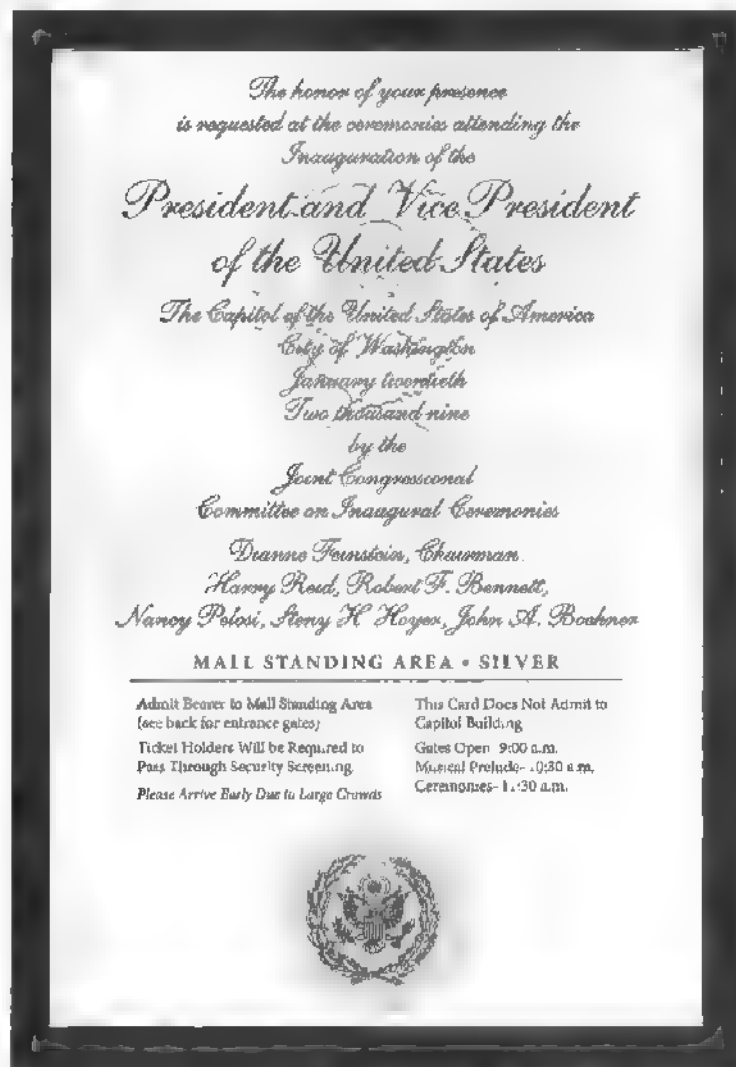 The honor of your presence
is requested at the ceremonies attending the
Inauguration of the
President and Vice President
of the United States
The Capitol of the United States of America
City of Washington
January twentieth
Two thousand nine
by the
Joint Congressional
Committee on Inaugural Ceremonies
Dianne Feinstein, Chairman
Harry Reid, Robert F. Bennett,
Nancy Pelosi, Steny H. Hoyer, John A. Boehner
MALL STANDING AREA • SILVER
Admit Bearer to Mall Standing Area
(see back for entrance gates)
Ticket Holders Will be Required to
Pass Through Security Screening
Please Arrive Early Due to Large Crowds
This Card Does Not Admit to
Capitol Building
Gates Open 9:00 a.m.
Musical Prelude- 10:30 a.m.
Ceremonies- 11:30 a.m.